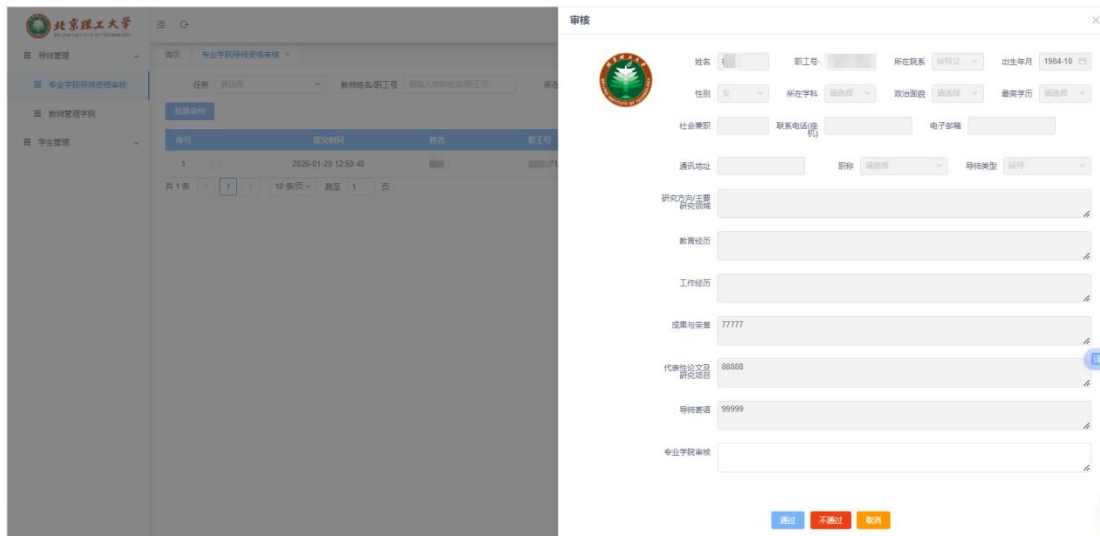 北京理工大学
审核
导师管理
首页 专业学院导师资格审核 ×
姓名 职工号 所在院系 出生年月 1984-10
专业学院导师资格审核
任务 请选择 教师姓名/职工号 请输入教师姓名/职工号 所在
性别 女 所在学科 请选择 政治面貌 请选择 最高学历 请选择
教师管理学院
批量审核
社会兼职 联系电话(座机) 电子邮箱
学生管理
序号 提交时间 姓名 职工号
1 2026-01-29 12:50:40 71
通讯地址 职称 请选择 导师类型 硕导
共 1 条 1 10 条/页 跳至 1 页
研究方向/主要
研究领域
教育经历
工作经历
成果与荣誉 77777
代表性论文及
研究项目
88888
导师寄语 99999
专业学院审核
通过 不通过 取消